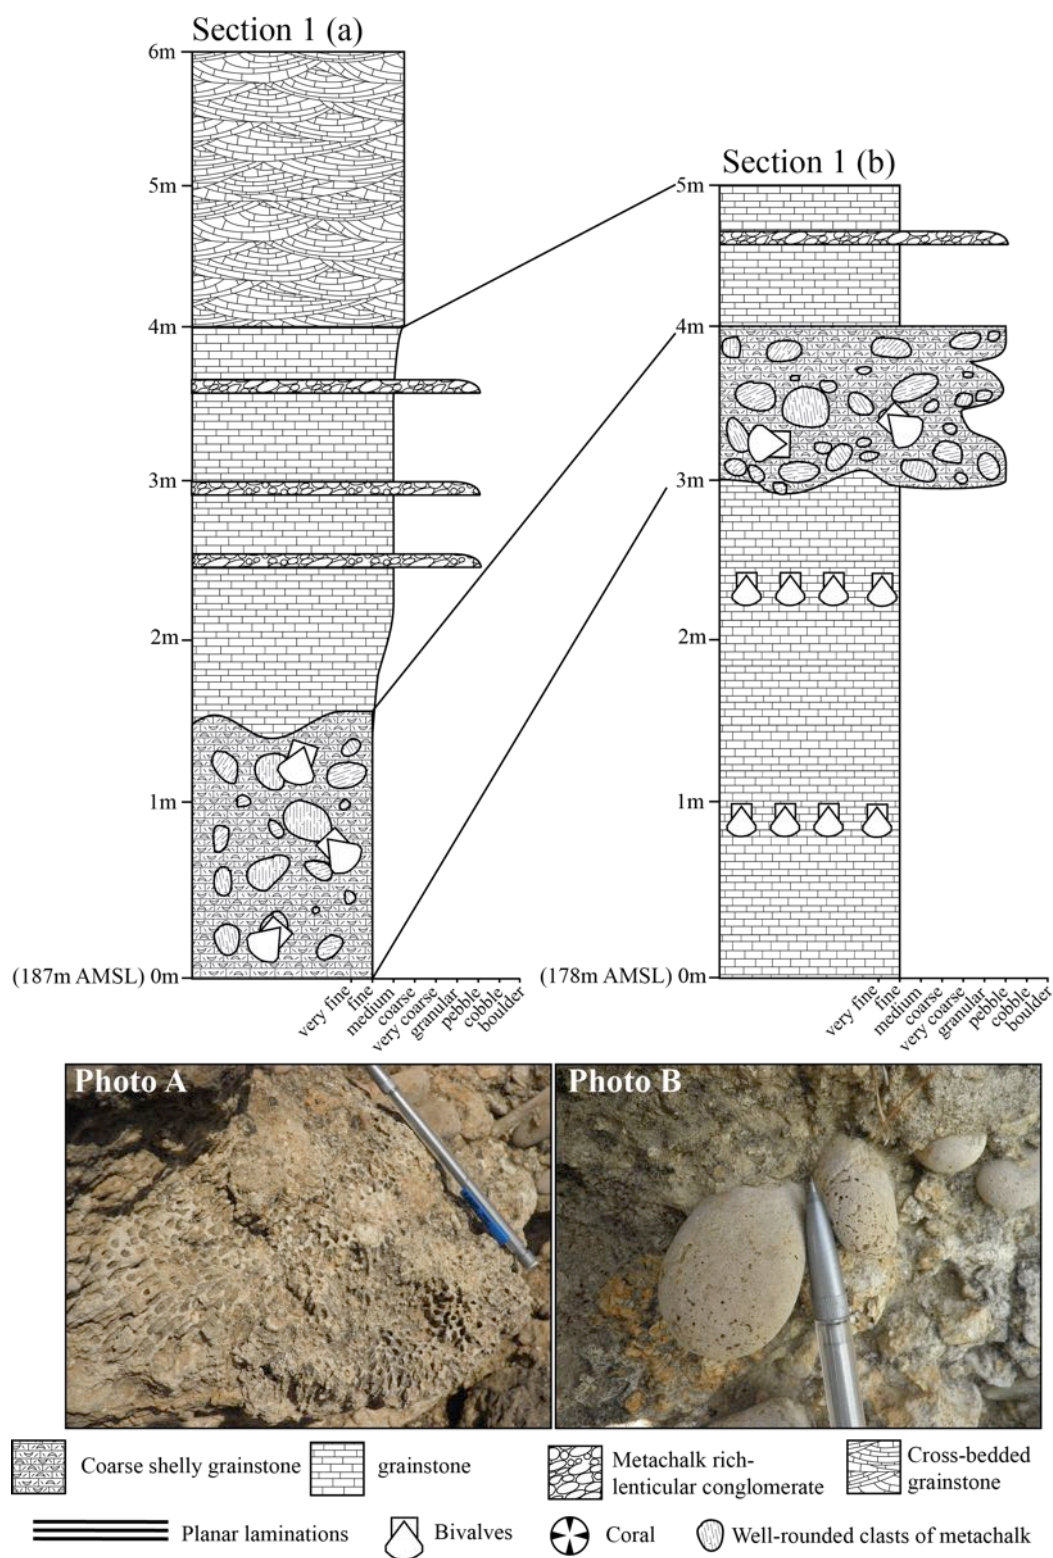 Section 1 (a)
6m
5m
4m
3m
2m
1m
(187m AMSL) 0m
very fine
fine
medium
coarse
very coarse
granular
pebble
cobble
boulder
Section 1 (b)
5m
4m
3m
2m
1m
(178m AMSL) 0m
very fine
fine
medium
coarse
very coarse
granular
pebble
cobble
boulder
Photo A
Photo B
Coarse shelly grainstone
grainstone
Metachalk rich-
lenticular conglomerate
Cross-bedded
grainstone
Planar laminations
Bivalves
Coral
Well-rounded clasts of metachalk